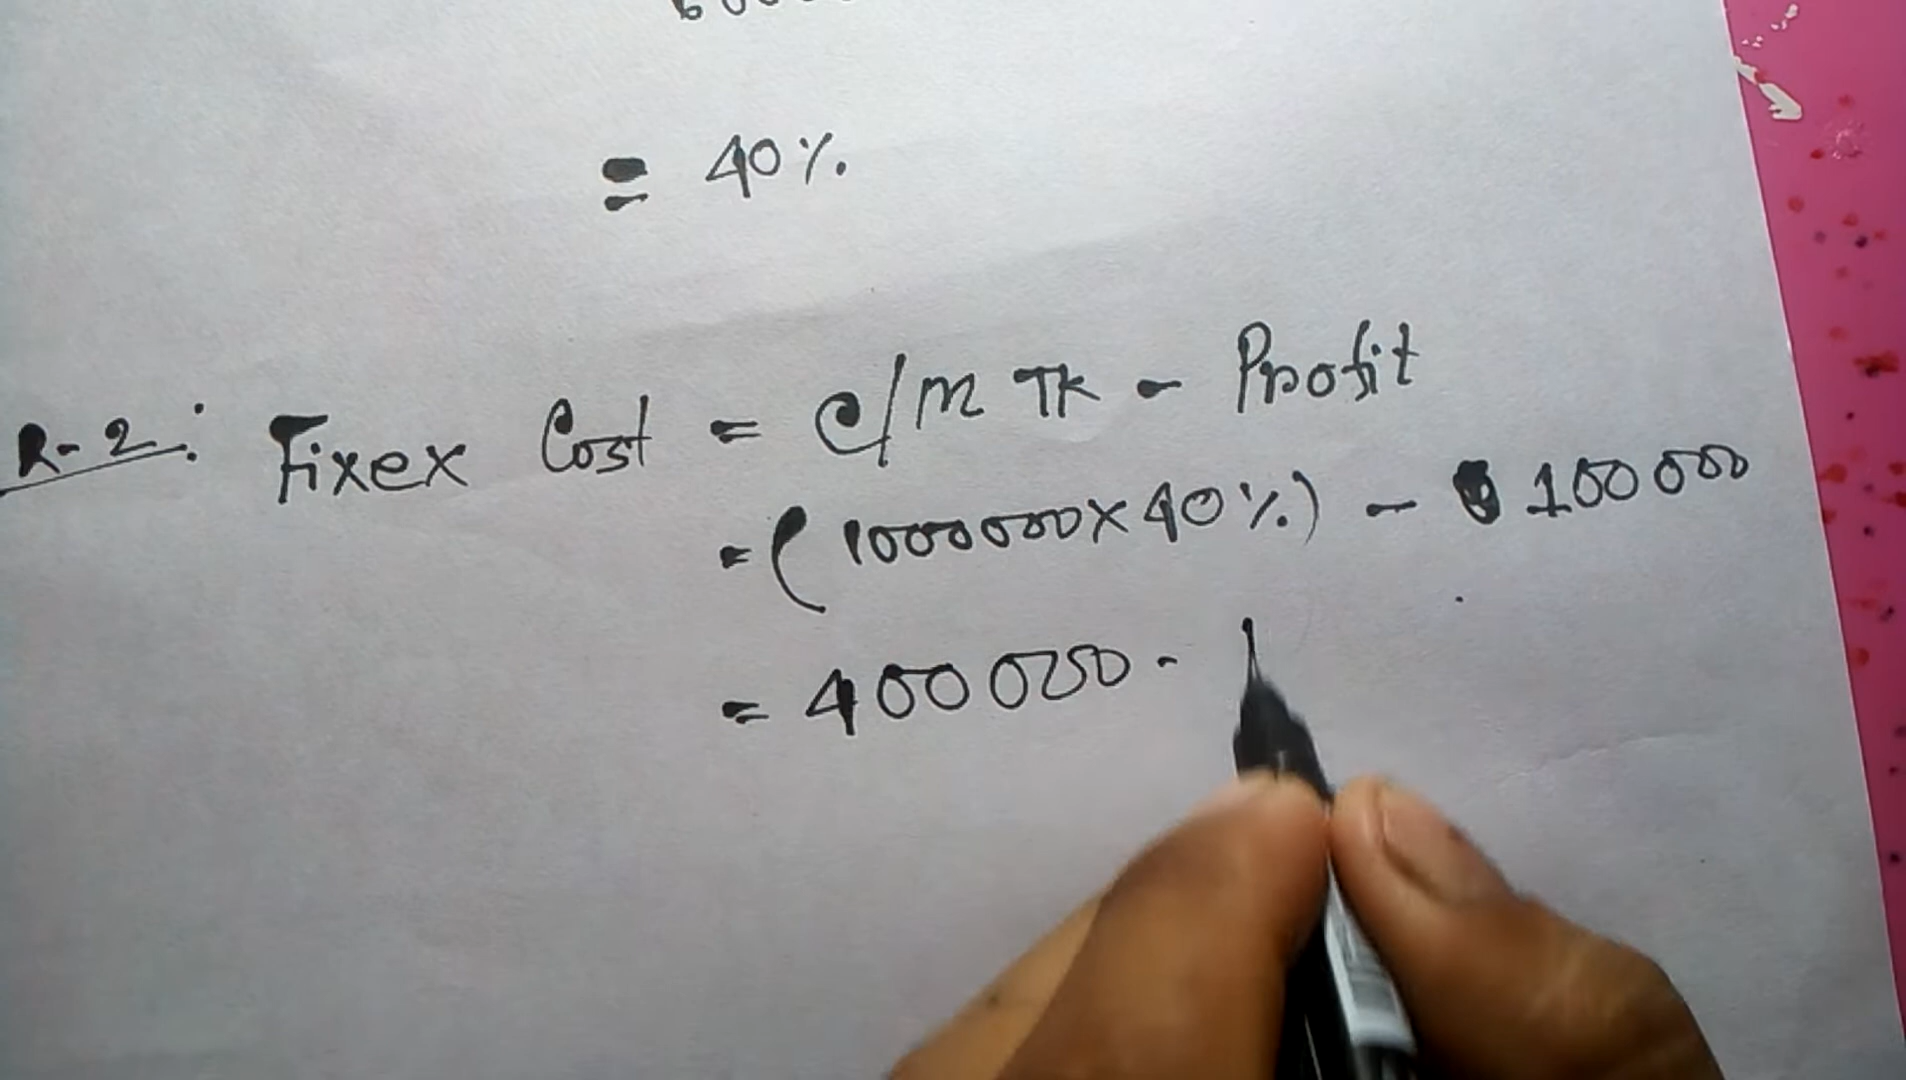 = 40%.
R-2: Fixex Cost = C/M TK - Profit
= (1000000 x 40%) - 100000
= 400000 -